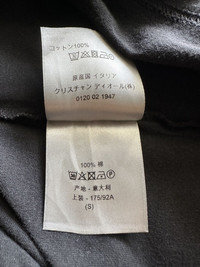 コットン100%
原産国 イタリア
クリスチャン ディオール(株)
0120 02 1947
100% 棉
产地 - 意大利
上装 - 175/92A
(S)